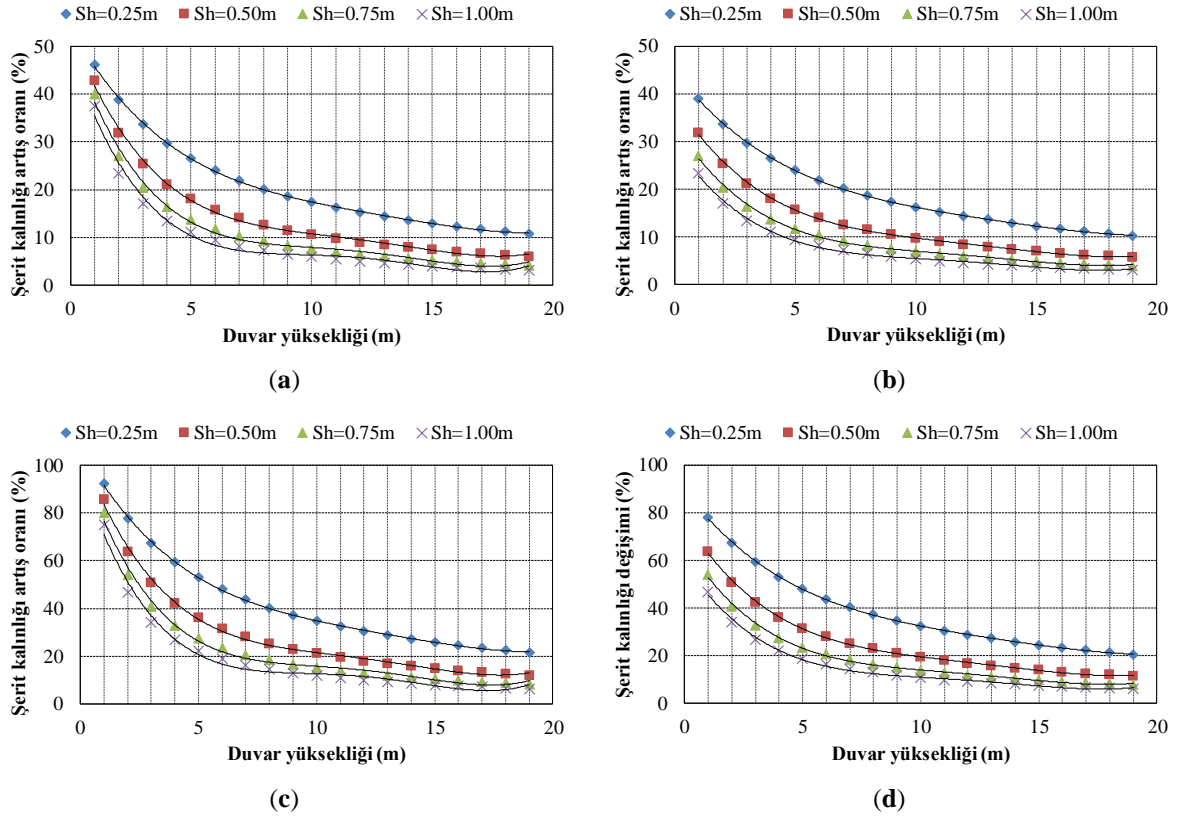 Sh=0.25m Sh=0.50m Sh=0.75m Sh=1.00m
50
40
30
20
10
0
Şerit kalınlığı artış oranı (%)
0 5 10 15 20
Duvar yüksekliği (m)
(a)
Sh=0.25m Sh=0.50m Sh=0.75m Sh=1.00m
50
40
30
20
10
0
Şerit kalınlığı artış oranı (%)
0 5 10 15 20
Duvar yüksekliği (m)
(b)
Sh=0.25m Sh=0.50m Sh=0.75m Sh=1.00m
100
80
60
40
20
0
Şerit kalınlığı artış oranı (%)
0 5 10 15 20
Duvar yüksekliği (m)
(c)
Sh=0.25m Sh=0.50m Sh=0.75m Sh=1.00m
100
80
60
40
20
0
Şerit kalınlığı değişimi (%)
0 5 10 15 20
Duvar yüksekliği (m)
(d)